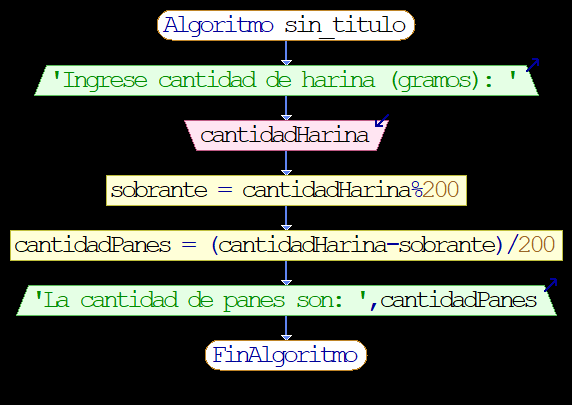 Algoritmo sin_titulo
'Ingrese cantidad de harina (gramos): '
cantidadHarina
sobrante = cantidadHarina%200
cantidadPanes = (cantidadHarina-sobrante)/200
'La cantidad de panes son: ',cantidadPanes
FinAlgoritmo